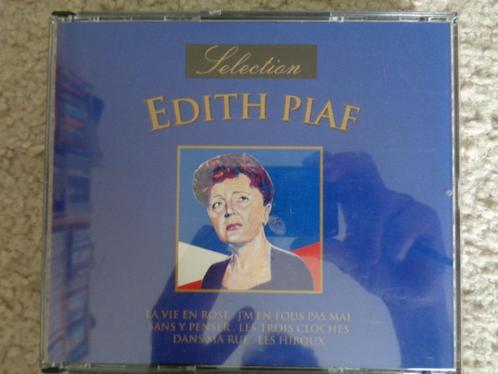 Selection
EDITH PIAF
LA VIE EN ROSE . J'M EN FOUS PAS MAL
SANS Y PENSER . LES TROIS CLOCHES
DANS MA RUE . LES HIBOUX